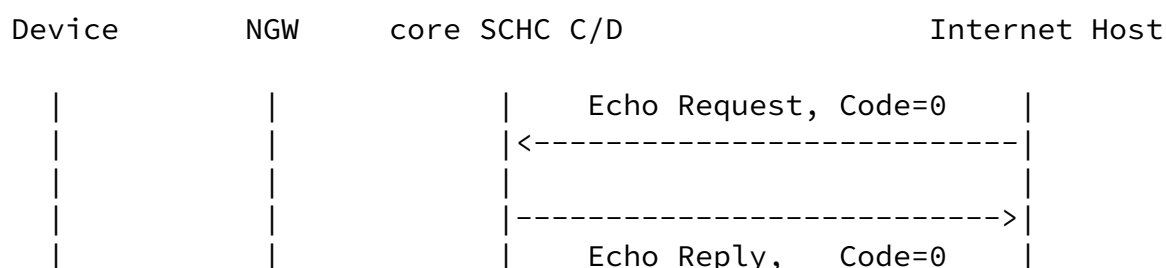 Device NGW core SCHC C/D Internet Host
| | | Echo Request, Code=0 |
| | |<---------------------------|
| | | |
| | |--------------------------->|
| | | Echo Reply, Code=0 |